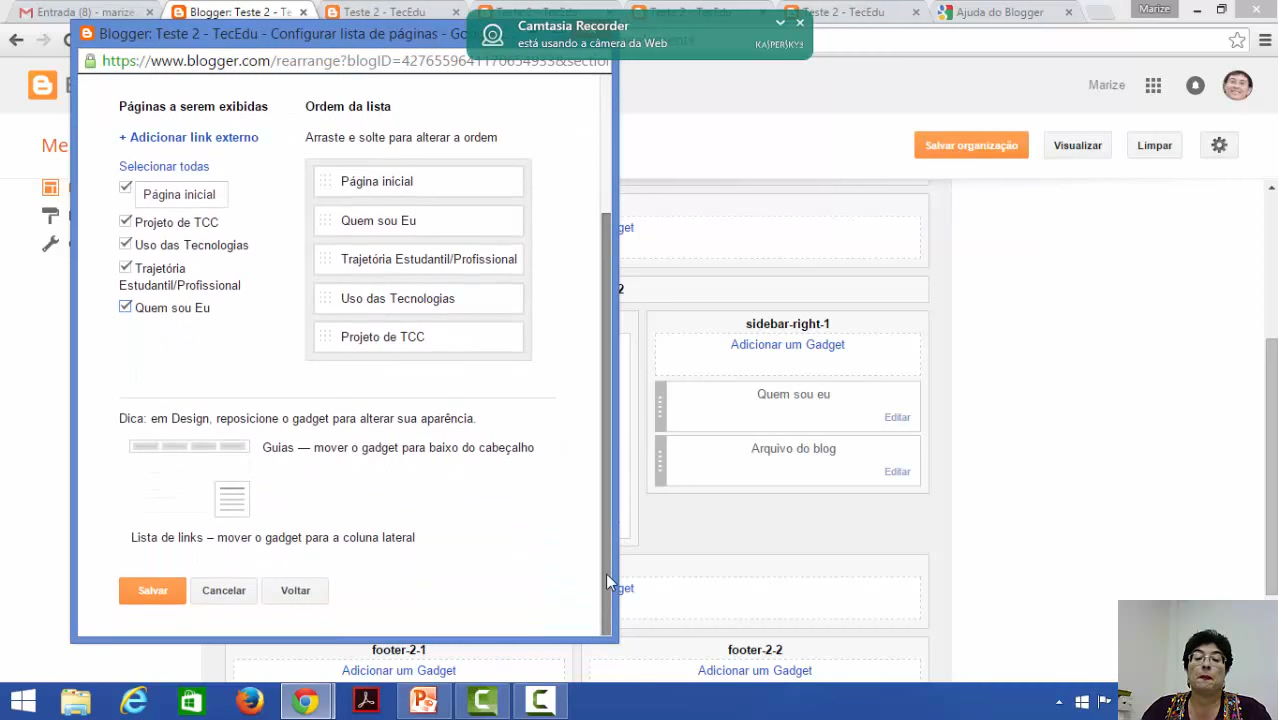 Entrada (4) - mariz
Teste 2 - TecEdu
Teste 2 - TecEdu
Ajuda do Blogger
Marize
Camtasia Recorder
está usando a câmera da Web
KASPERSKY
Blogger: Teste 2 - TecEdu - Configurar lista de páginas - Go
https://www.blogger.com/rearrange?blogID=4276559641170654933&section
Marize
Me
Salvar organização
Visualizar
Limpar
Páginas a serem exibidas
Ordem da lista
+ Adicionar link externo
Arraste e solte para alterar a ordem
Selecionar todas
Página inicial
Projeto de TCC
Uso das Tecnologias
Trajetória
Estudantil/Profissional
Quem sou Eu
Página inicial
Quem sou Eu
Trajetória Estudantil/Profissional
Uso das Tecnologias
Projeto de TCC
get
2
sidebar-right-1
Adicionar um Gadget
Quem sou eu
Editar
Arquivo do blog
Editar
Dica: em Design, reposicione o gadget para alterar sua aparência.
Guias — mover o gadget para baixo do cabeçalho
Lista de links – mover o gadget para a coluna lateral
Salvar
Cancelar
Voltar
get
footer-2-1
Adicionar um Gadget
footer-2-2
Adicionar um Gadget